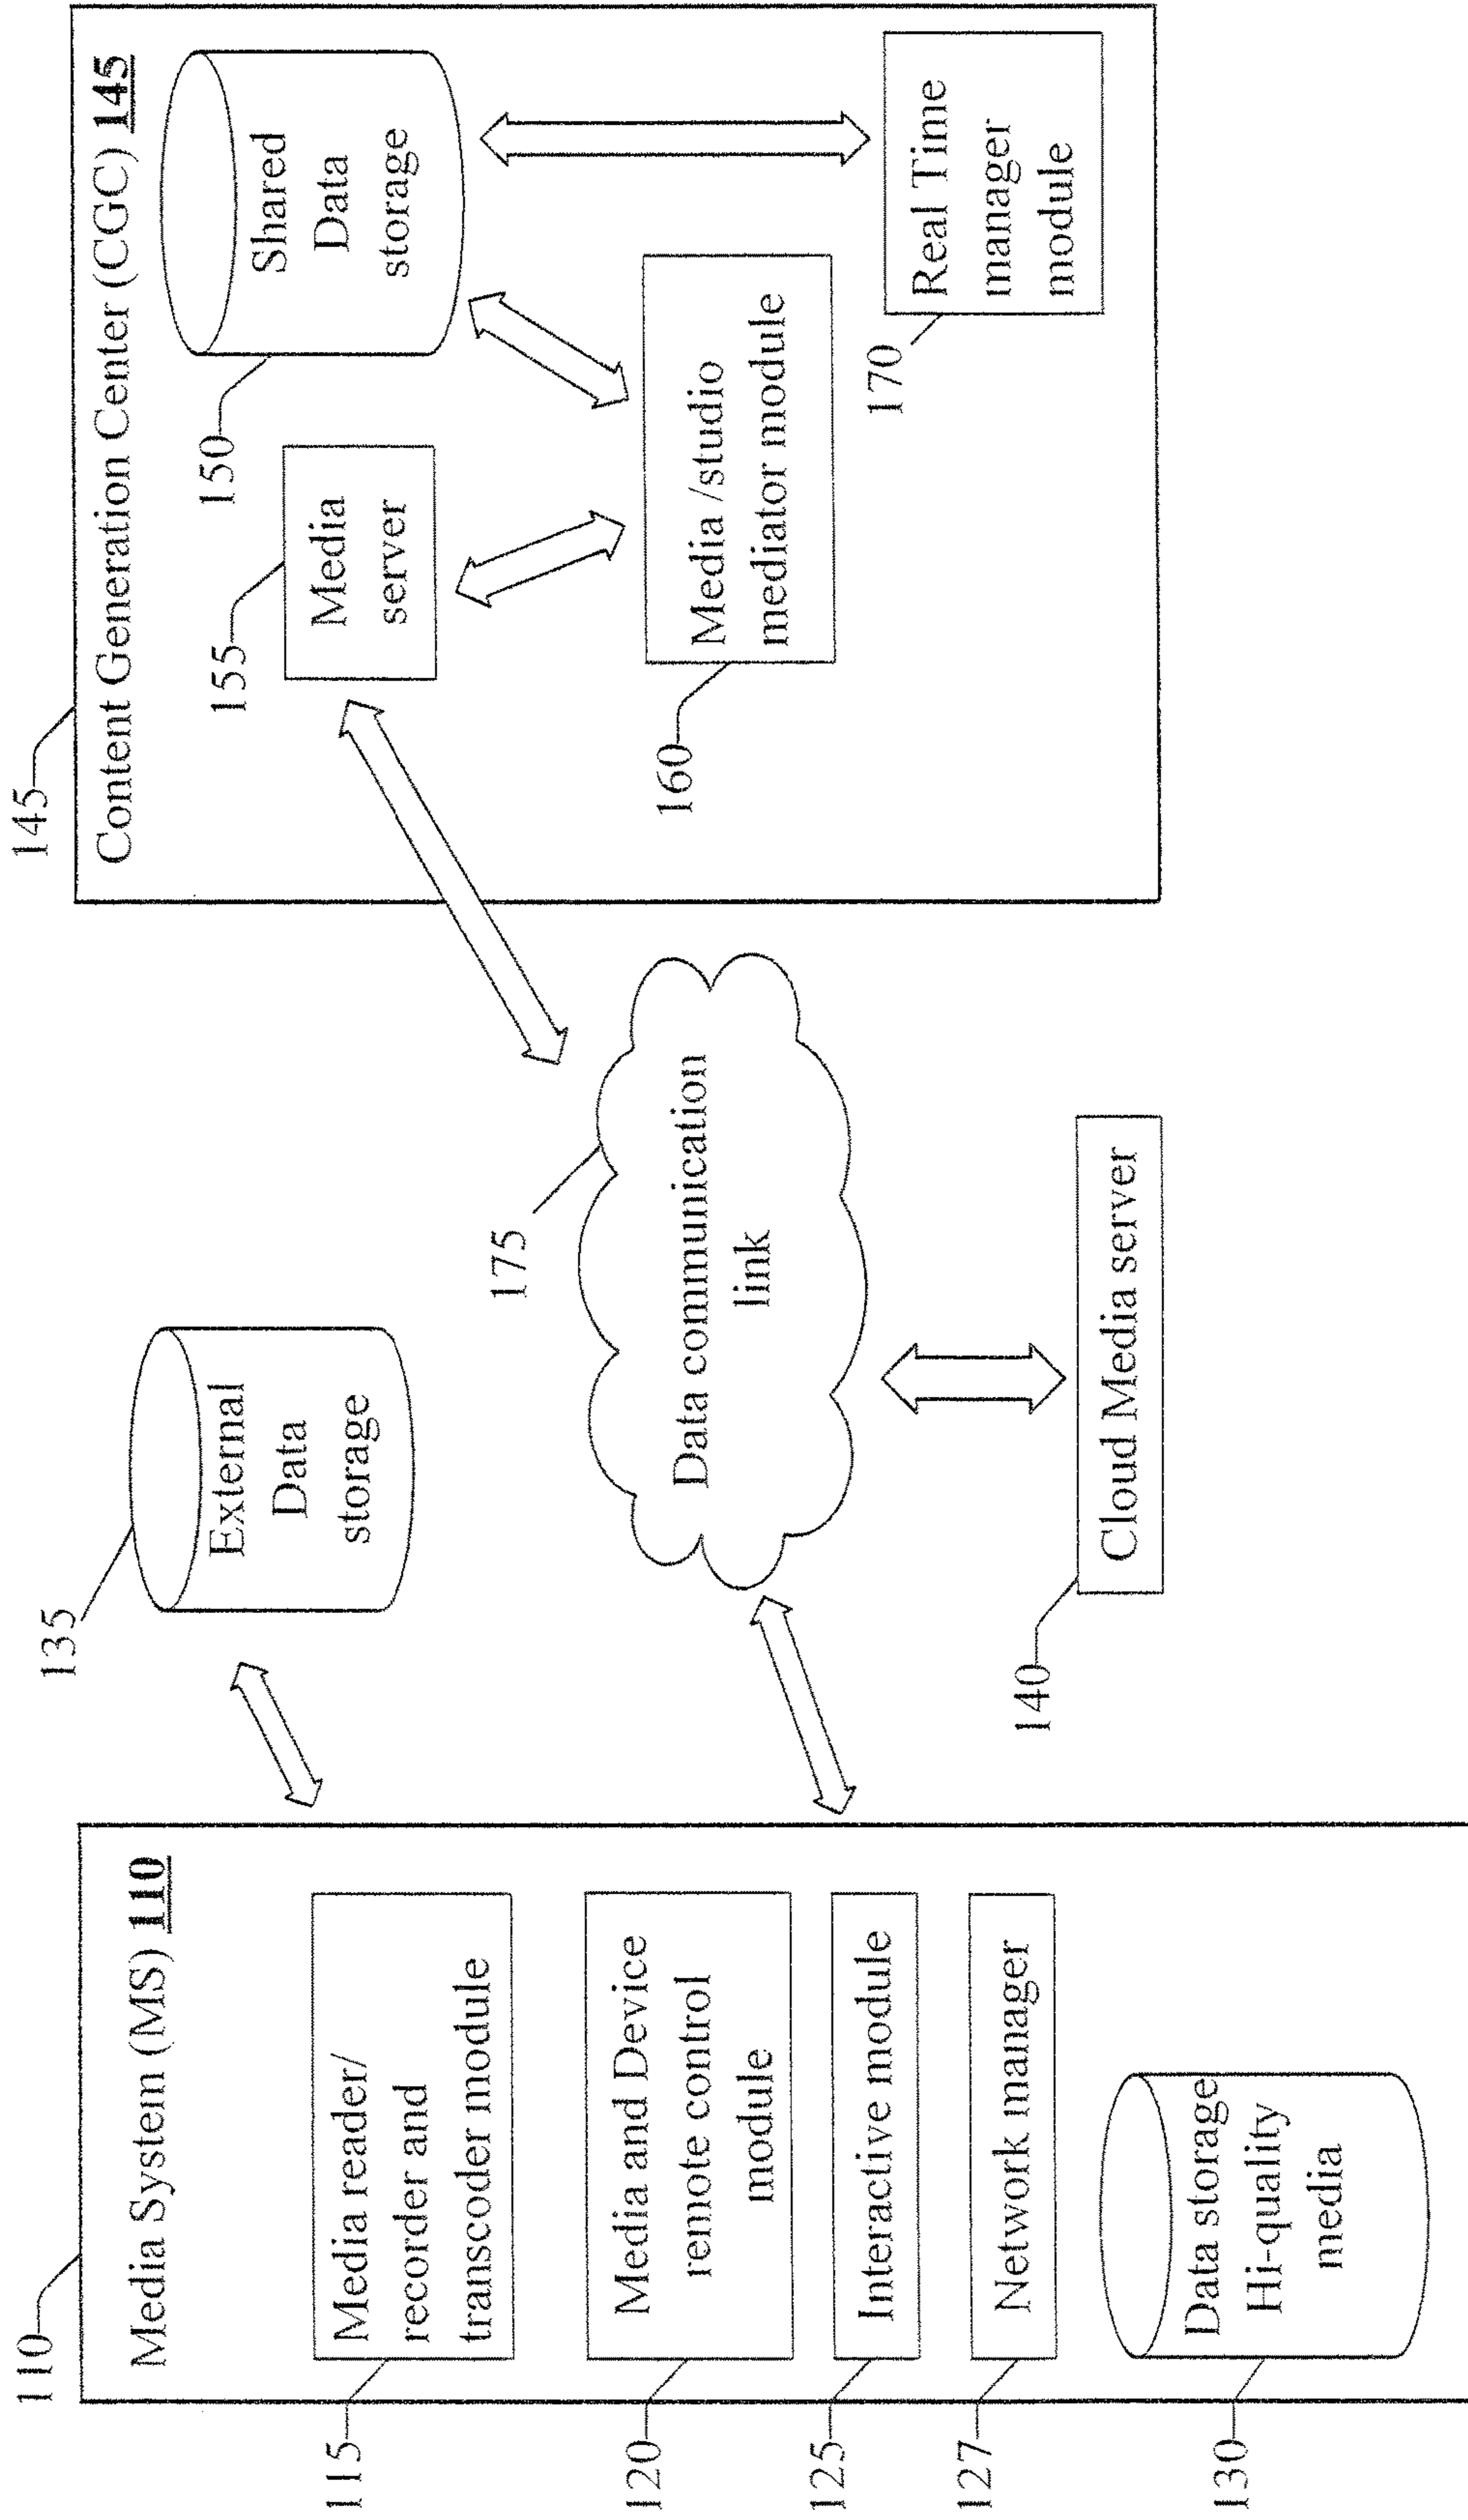 110
Media System (MS) 110
115
Media reader/
recorder and
transcoder module
120
Media and Device
remote control
module
125
Interactive module
127
Network manager
130
Data storage
Hi-quality
media
135
External
Data
storage
175
Data communication
link
140
Cloud Media server
145
Content Generation Center (CGC) 145
150
Shared
Data
storage
155
Media
server
160
Media /studio
mediator module
170
Real Time
manager
module